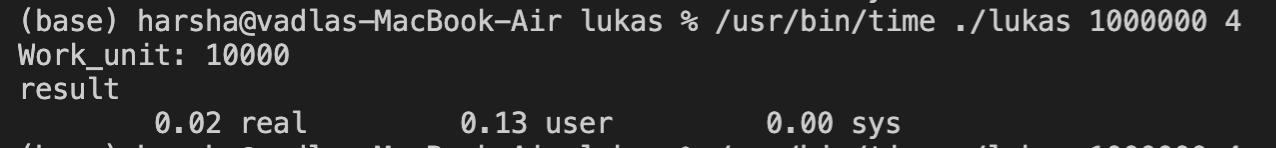 (base) harsha@vadlas-MacBook-Air lukas % /usr/bin/time ./lukas 1000000 4
Work_unit: 10000
result
0.02 real 0.13 user 0.00 sys